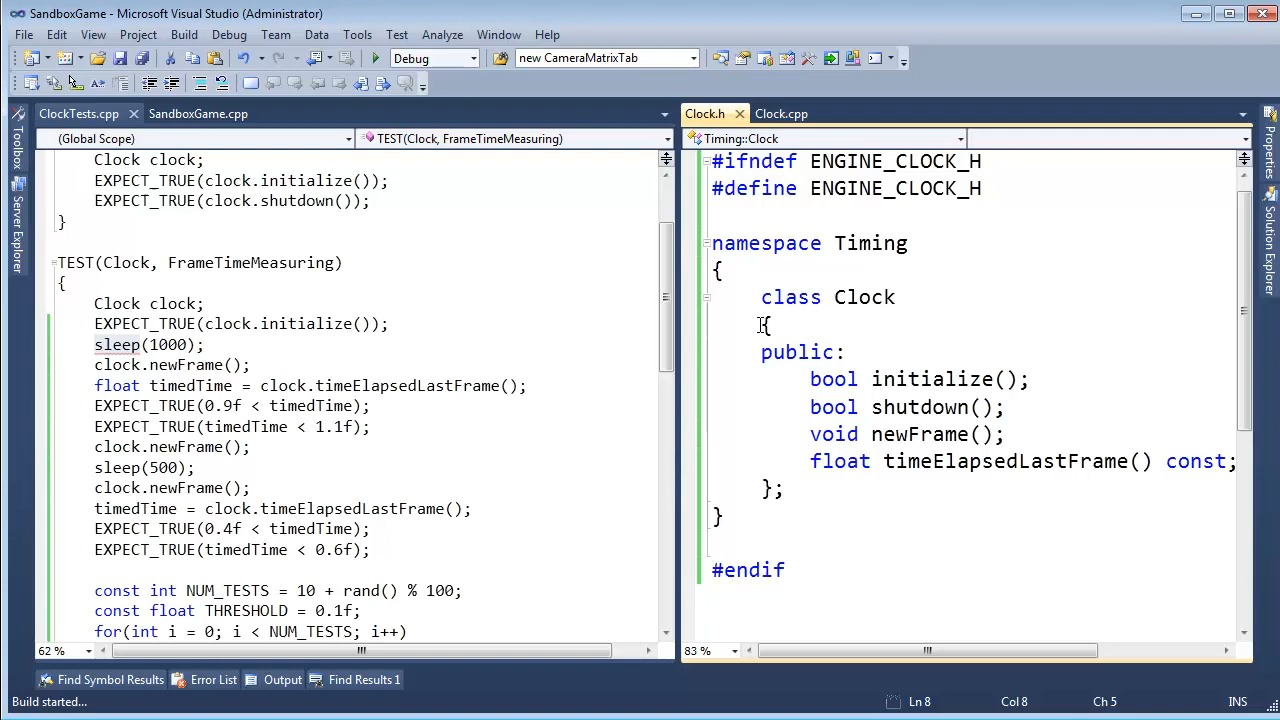 SandboxGame - Microsoft Visual Studio (Administrator)
File Edit View Project Build Debug Team Data Tools Test Analyze Window Help
Debug new CameraMatrixTab
ClockTests.cpp SandboxGame.cpp Clock.h Clock.cpp
(Global Scope) TEST(Clock, FrameTimeMeasuring) Timing::Clock
Toolbox
Server Explorer
Clock clock;
EXPECT_TRUE(clock.initialize());
EXPECT_TRUE(clock.shutdown());
}
TEST(Clock, FrameTimeMeasuring)
{
Clock clock;
EXPECT_TRUE(clock.initialize());
sleep(1000);
clock.newFrame();
float timedTime = clock.timeElapsedLastFrame();
EXPECT_TRUE(0.9f < timedTime);
EXPECT_TRUE(timedTime < 1.1f);
clock.newFrame();
sleep(500);
clock.newFrame();
timedTime = clock.timeElapsedLastFrame();
EXPECT_TRUE(0.4f < timedTime);
EXPECT_TRUE(timedTime < 0.6f);
const int NUM_TESTS = 10 + rand() % 100;
const float THRESHOLD = 0.1f;
for(int i = 0; i < NUM_TESTS; i++)
62 %
#ifndef ENGINE_CLOCK_H
#define ENGINE_CLOCK_H
namespace Timing
{
class Clock
{
public:
bool initialize();
bool shutdown();
void newFrame();
float timeElapsedLastFrame() const;
};
}
#endif
83 %
Properties
Solution Explorer
Find Symbol Results Error List Output Find Results 1
Build started... Ln 8 Col 8 Ch 5 INS